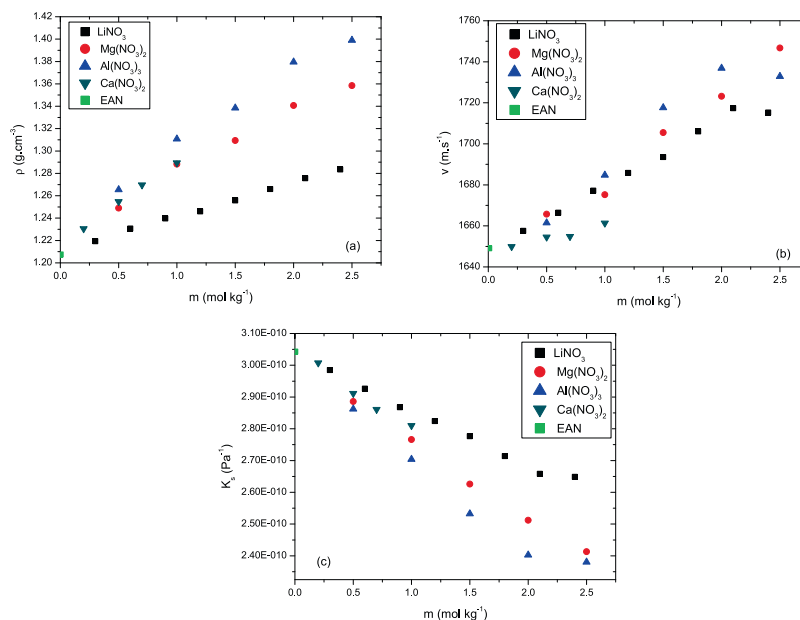 1.42
1.40
1.38
1.36
1.34
1.32
1.30
1.28
1.26
1.24
1.22
1.20
ρ (g.cm⁻³)
LiNO₃
Mg(NO₃)₂
Al(NO₃)₃
Ca(NO₃)₂
EAN
(a)
0.0 0.5 1.0 1.5 2.0 2.5
m (mol kg⁻¹)
1760
1740
1720
1700
1680
1660
1640
v (m.s⁻¹)
LiNO₃
Mg(NO₃)₂
Al(NO₃)₃
Ca(NO₃)₂
EAN
(b)
0.0 0.5 1.0 1.5 2.0 2.5
m (mol kg⁻¹)
3.10E-010
3.00E-010
2.90E-010
2.80E-010
2.70E-010
2.60E-010
2.50E-010
2.40E-010
Kₛ (Pa⁻¹)
LiNO₃
Mg(NO₃)₂
Al(NO₃)₃
Ca(NO₃)₂
EAN
(c)
0.0 0.5 1.0 1.5 2.0 2.5
m (mol kg⁻¹)